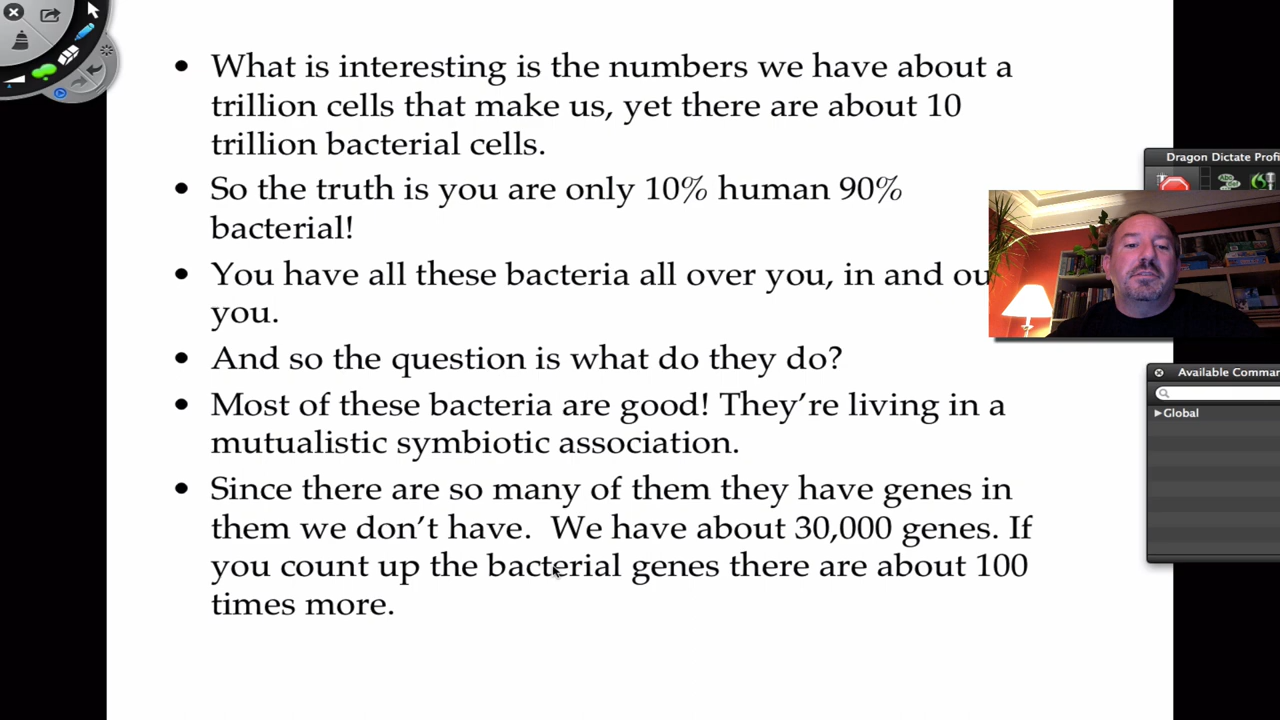 • What is interesting is the numbers we have about a
trillion cells that make us, yet there are about 10
trillion bacterial cells.
• So the truth is you are only 10% human 90%
bacterial!
• You have all these bacteria all over you, in and ou
you.
• And so the question is what do they do?
• Most of these bacteria are good! They’re living in a
mutualistic symbiotic association.
• Since there are so many of them they have genes in
them we don’t have.  We have about 30,000 genes. If
you count up the bacterial genes there are about 100
times more.
Dragon Dictate Profi
Available Comman
Global